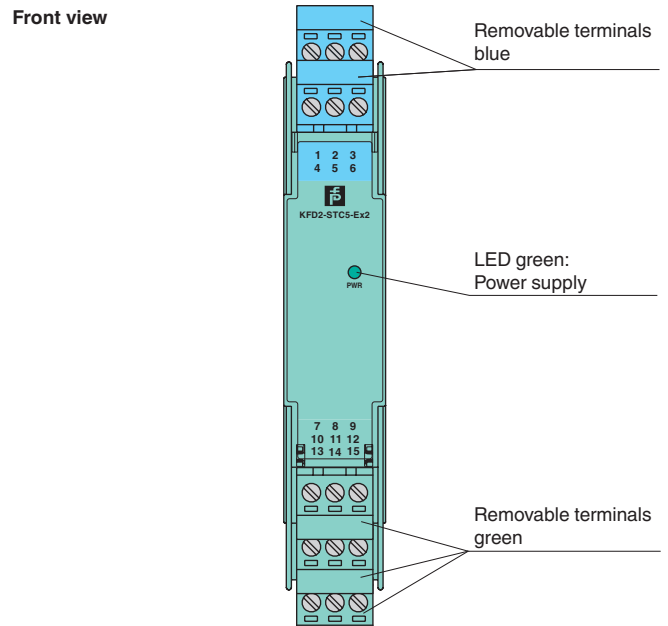 Front view
Removable terminals
blue
1 2 3
4 5 6
KFD2-STC5-Ex2
LED green:
Power supply
PWR
7 8 9
10 11 12
13 14 15
Removable terminals
green